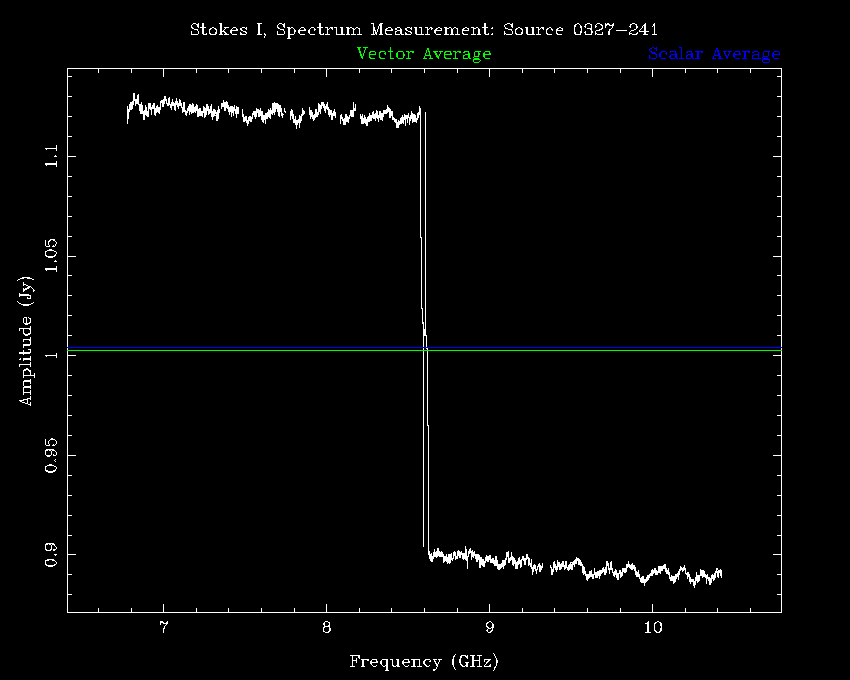 Stokes I, Spectrum Measurement: Source 0327−241
Vector Average
Scalar Average
1.1
1.05
1
0.95
0.9
Amplitude (Jy)
7 8 9 10
Frequency (GHz)